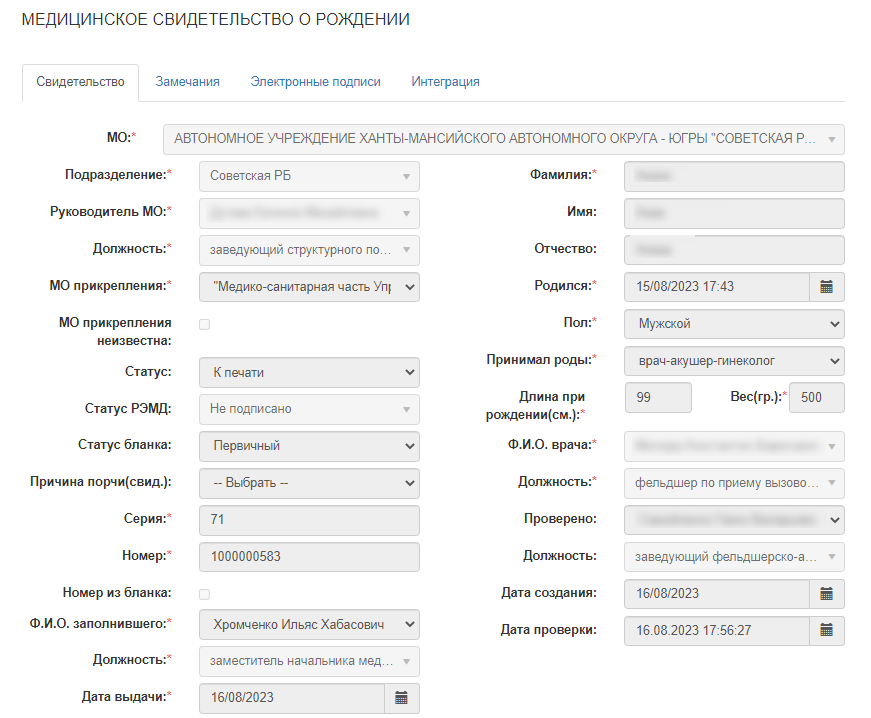 МЕДИЦИНСКОЕ СВИДЕТЕЛЬСТВО О РОЖДЕНИИ
Свидетельство Замечания Электронные подписи Интеграция
МО:* АВТОНОМНОЕ УЧРЕЖДЕНИЕ ХАНТЫ-МАНСИЙСКОГО АВТОНОМНОГО ОКРУГА - ЮГРЫ "СОВЕТСКАЯ Р...
Подразделение:* Советская РБ
Руководитель МО:*
Должность:* заведующий структурного по...
МО прикрепления:* "Медико-санитарная часть Упр
МО прикрепления
неизвестна:
Статус: К печати
Статус РЭМД: Не подписано
Статус бланка: Первичный
Причина порчи(свид.): -- Выбрать --
Серия:* 71
Номер:* 1000000583
Номер из бланка:
Ф.И.О. заполнившего:* Хромченко Ильяс Хабасович
Должность:* заместитель начальника мед...
Дата выдачи:* 16/08/2023
Фамилия:*
Имя:
Отчество:
Родился:* 15/08/2023 17:43
Пол:* Мужской
Принимал роды:* врач-акушер-гинеколог
Длина при
рождении(см.):* 99 Вес(гр.):* 500
Ф.И.О. врача:*
Должность:* фельдшер по приему вызово...
Проверено:
Должность: заведующий фельдшерско-а...
Дата создания: 16/08/2023
Дата проверки: 16.08.2023 17:56:27